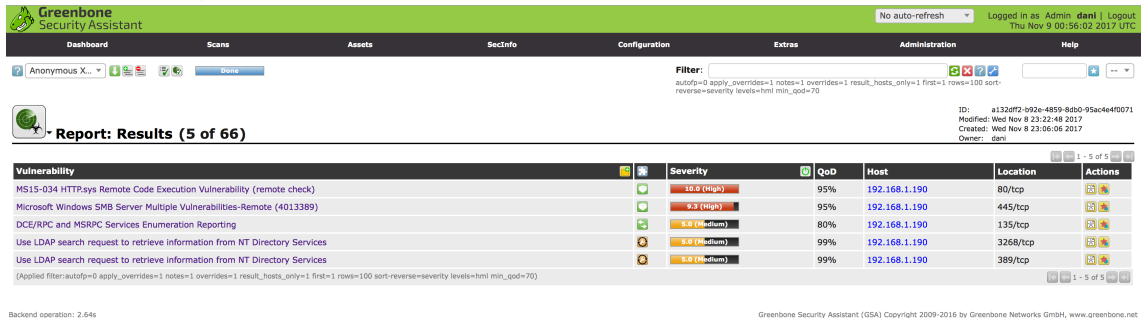 Greenbone
Security Assistant
No auto-refresh
Logged in as Admin dani | Logout
Thu Nov 9 00:56:02 2017 UTC
Dashboard Scans Assets SecInfo Configuration Extras Administration Help
Anonymous X... Done Filter: --
autofp=0 apply_overrides=1 notes=1 overrides=1 result_hosts_only=1 first=1 rows=100 sort-
reverse=severity levels=hml min_qod=70
ID: a132dff2-b92e-4859-8db0-95ac4e4f0071
Modified: Wed Nov 8 23:22:48 2017
Created: Wed Nov 8 23:06:06 2017
Owner: dani
Report: Results (5 of 66)
1 - 5 of 5
Vulnerability Severity QoD Host Location Actions
MS15-034 HTTP.sys Remote Code Execution Vulnerability (remote check) 10.0 (High) 95% 192.168.1.190 80/tcp
Microsoft Windows SMB Server Multiple Vulnerabilities-Remote (4013389) 9.3 (High) 95% 192.168.1.190 445/tcp
DCE/RPC and MSRPC Services Enumeration Reporting 5.0 (Medium) 80% 192.168.1.190 135/tcp
Use LDAP search request to retrieve information from NT Directory Services 5.0 (Medium) 99% 192.168.1.190 3268/tcp
Use LDAP search request to retrieve information from NT Directory Services 5.0 (Medium) 99% 192.168.1.190 389/tcp
(Applied filter:autofp=0 apply_overrides=1 notes=1 overrides=1 result_hosts_only=1 first=1 rows=100 sort-reverse=severity levels=hml min_qod=70) 1 - 5 of 5
Backend operation: 2.64s Greenbone Security Assistant (GSA) Copyright 2009-2016 by Greenbone Networks GmbH, www.greenbone.net